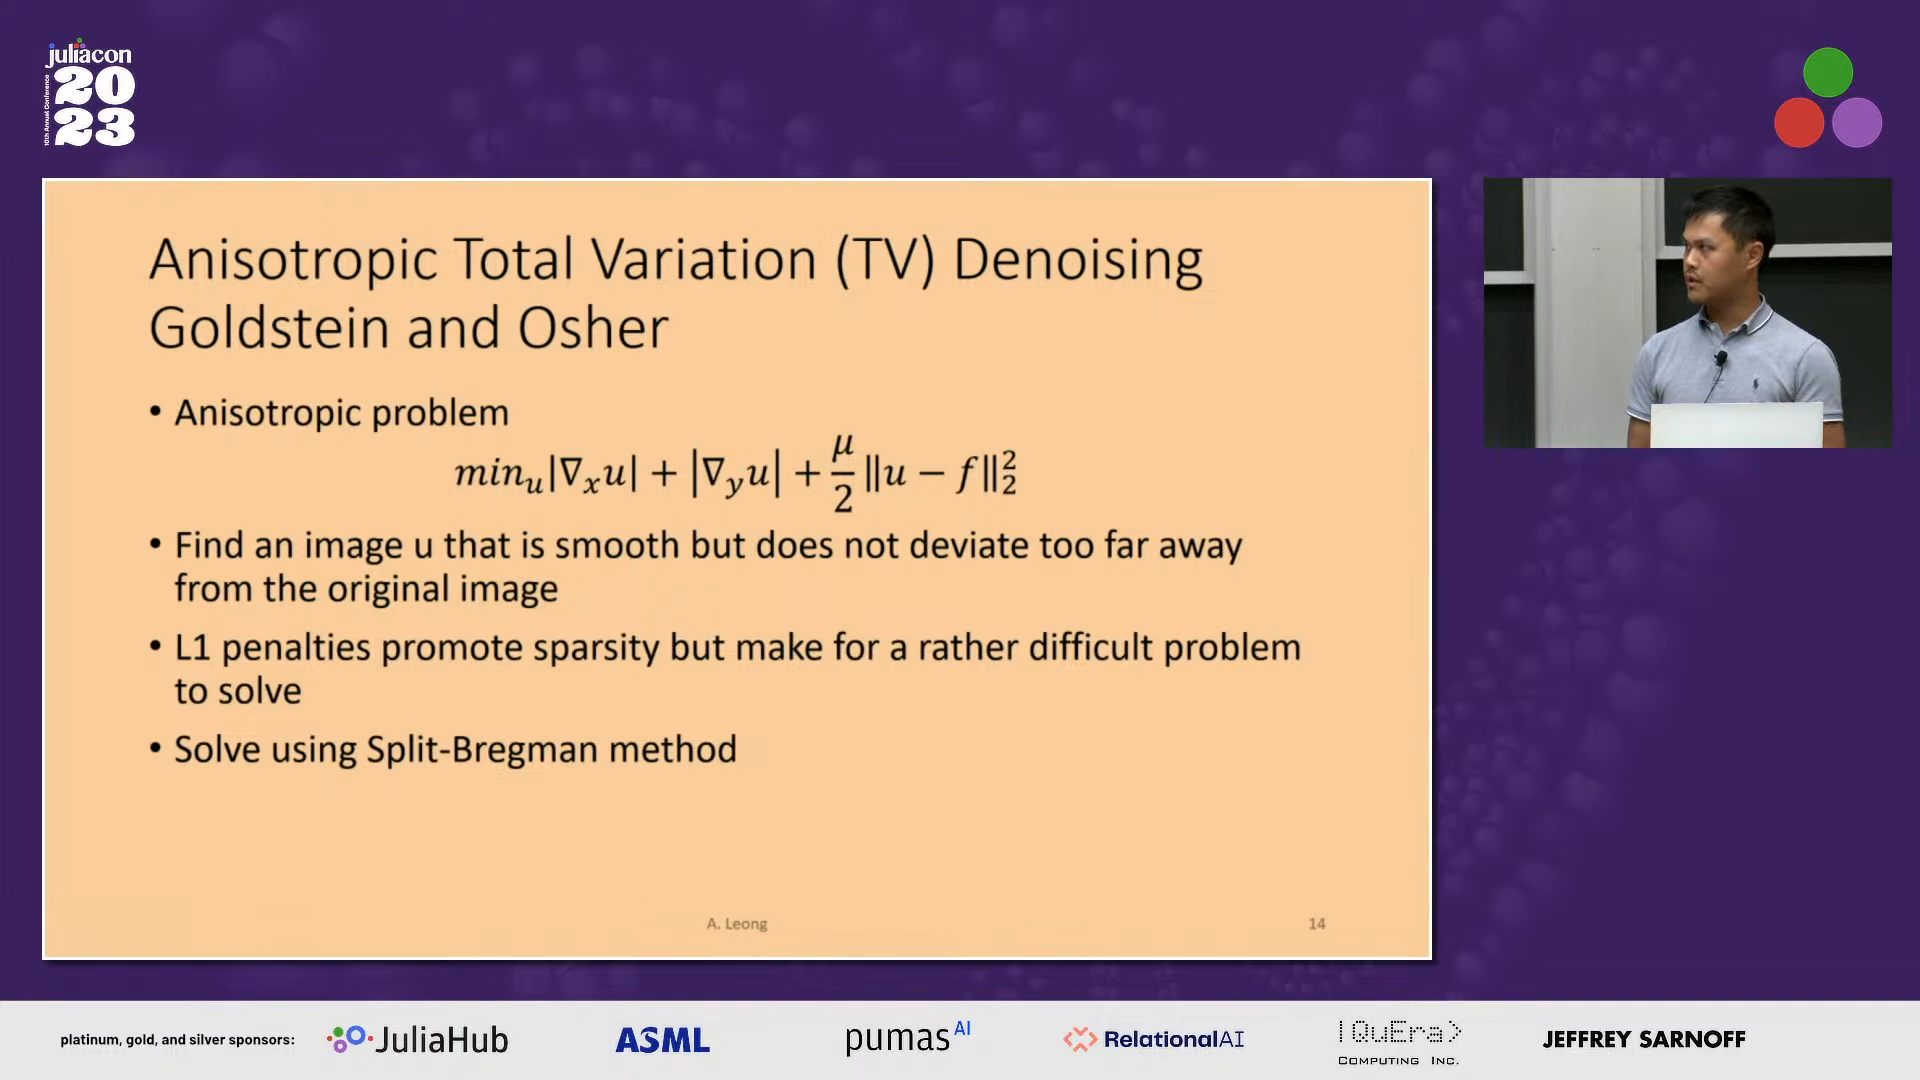 juliacon
20
23
10th Annual Conference
Anisotropic Total Variation (TV) Denoising
Goldstein and Osher
• Anisotropic problem
min_u|∇_x u| + |∇_y u| + μ/2 ‖u − f‖₂²
• Find an image u that is smooth but does not deviate too far away
from the original image
• L1 penalties promote sparsity but make for a rather difficult problem
to solve
• Solve using Split-Bregman method
A. Leong
14
platinum, gold, and silver sponsors:
JuliaHub
ASML
pumasAI
RelationalAI
|QuEra>
COMPUTING INC.
JEFFREY SARNOFF